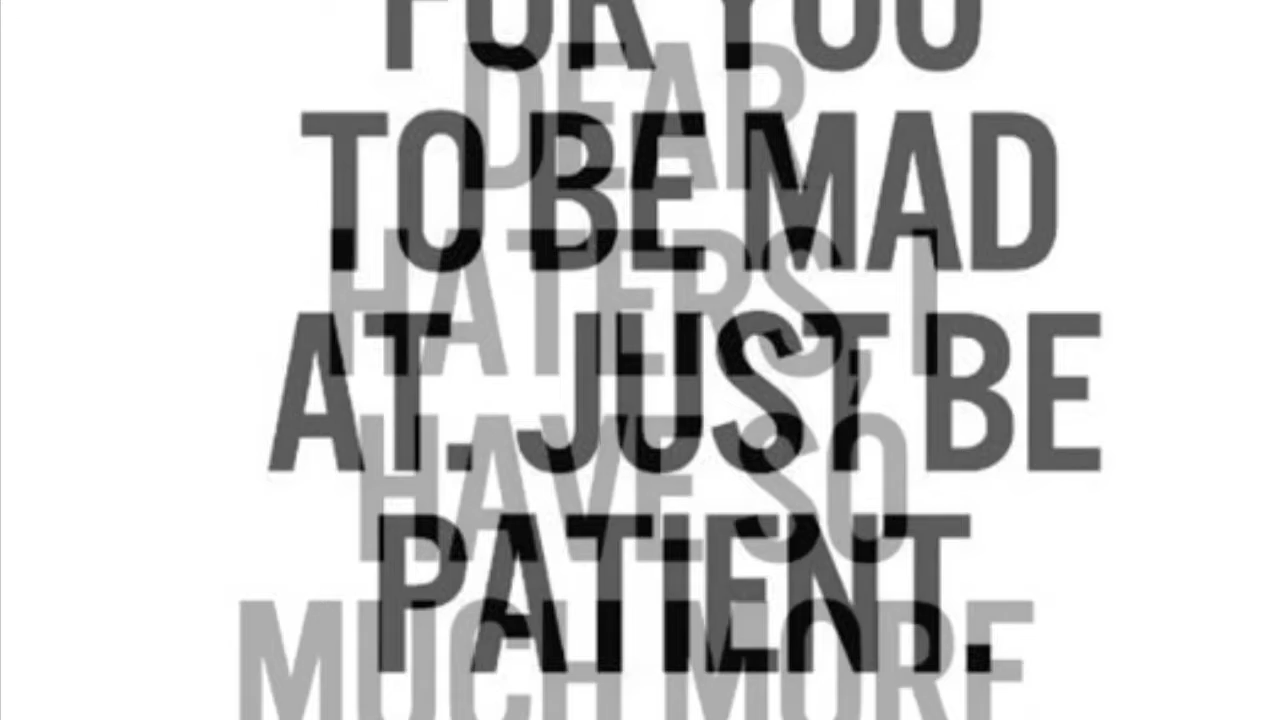 FOR YOU
DEAR
TO BE MAD
HATERS, I
AT. JUST BE
HAVE SO
PATIENT.
MUCH MORE